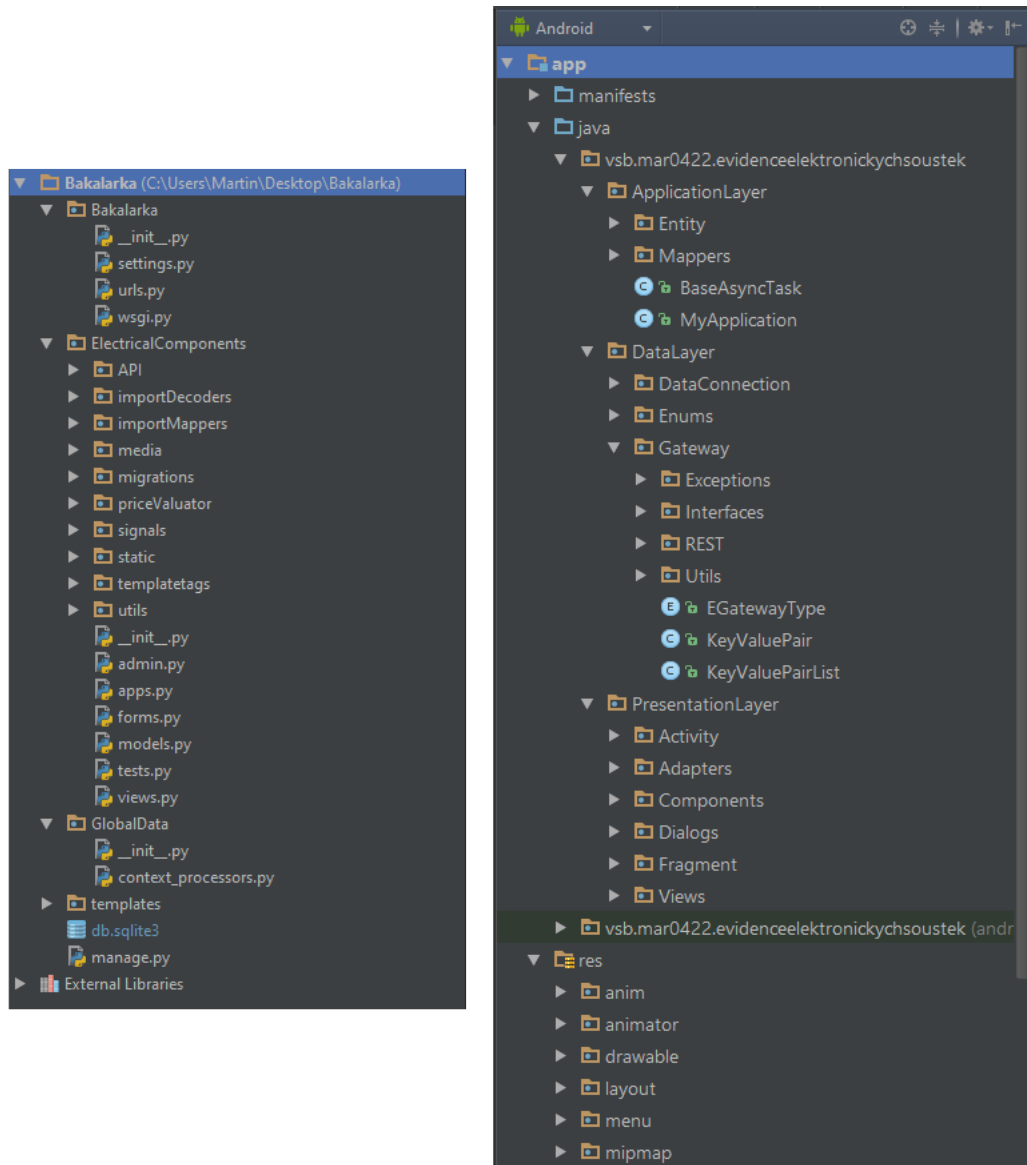 Bakalarka (C:\Users\Martin\Desktop\Bakalarka)
Bakalarka
__init__.py
settings.py
urls.py
wsgi.py
ElectricalComponents
API
importDecoders
importMappers
media
migrations
priceValuator
signals
static
templatetags
utils
__init__.py
admin.py
apps.py
forms.py
models.py
tests.py
views.py
GlobalData
__init__.py
context_processors.py
templates
db.sqlite3
manage.py
External Libraries
Android
app
manifests
java
vsb.mar0422.evidenceelektronickychsoustek
ApplicationLayer
Entity
Mappers
BaseAsyncTask
MyApplication
DataLayer
DataConnection
Enums
Gateway
Exceptions
Interfaces
REST
Utils
EGatewayType
KeyValuePair
KeyValuePairList
PresentationLayer
Activity
Adapters
Components
Dialogs
Fragment
Views
vsb.mar0422.evidenceelektronickychsoustek (andr
res
anim
animator
drawable
layout
menu
mipmap